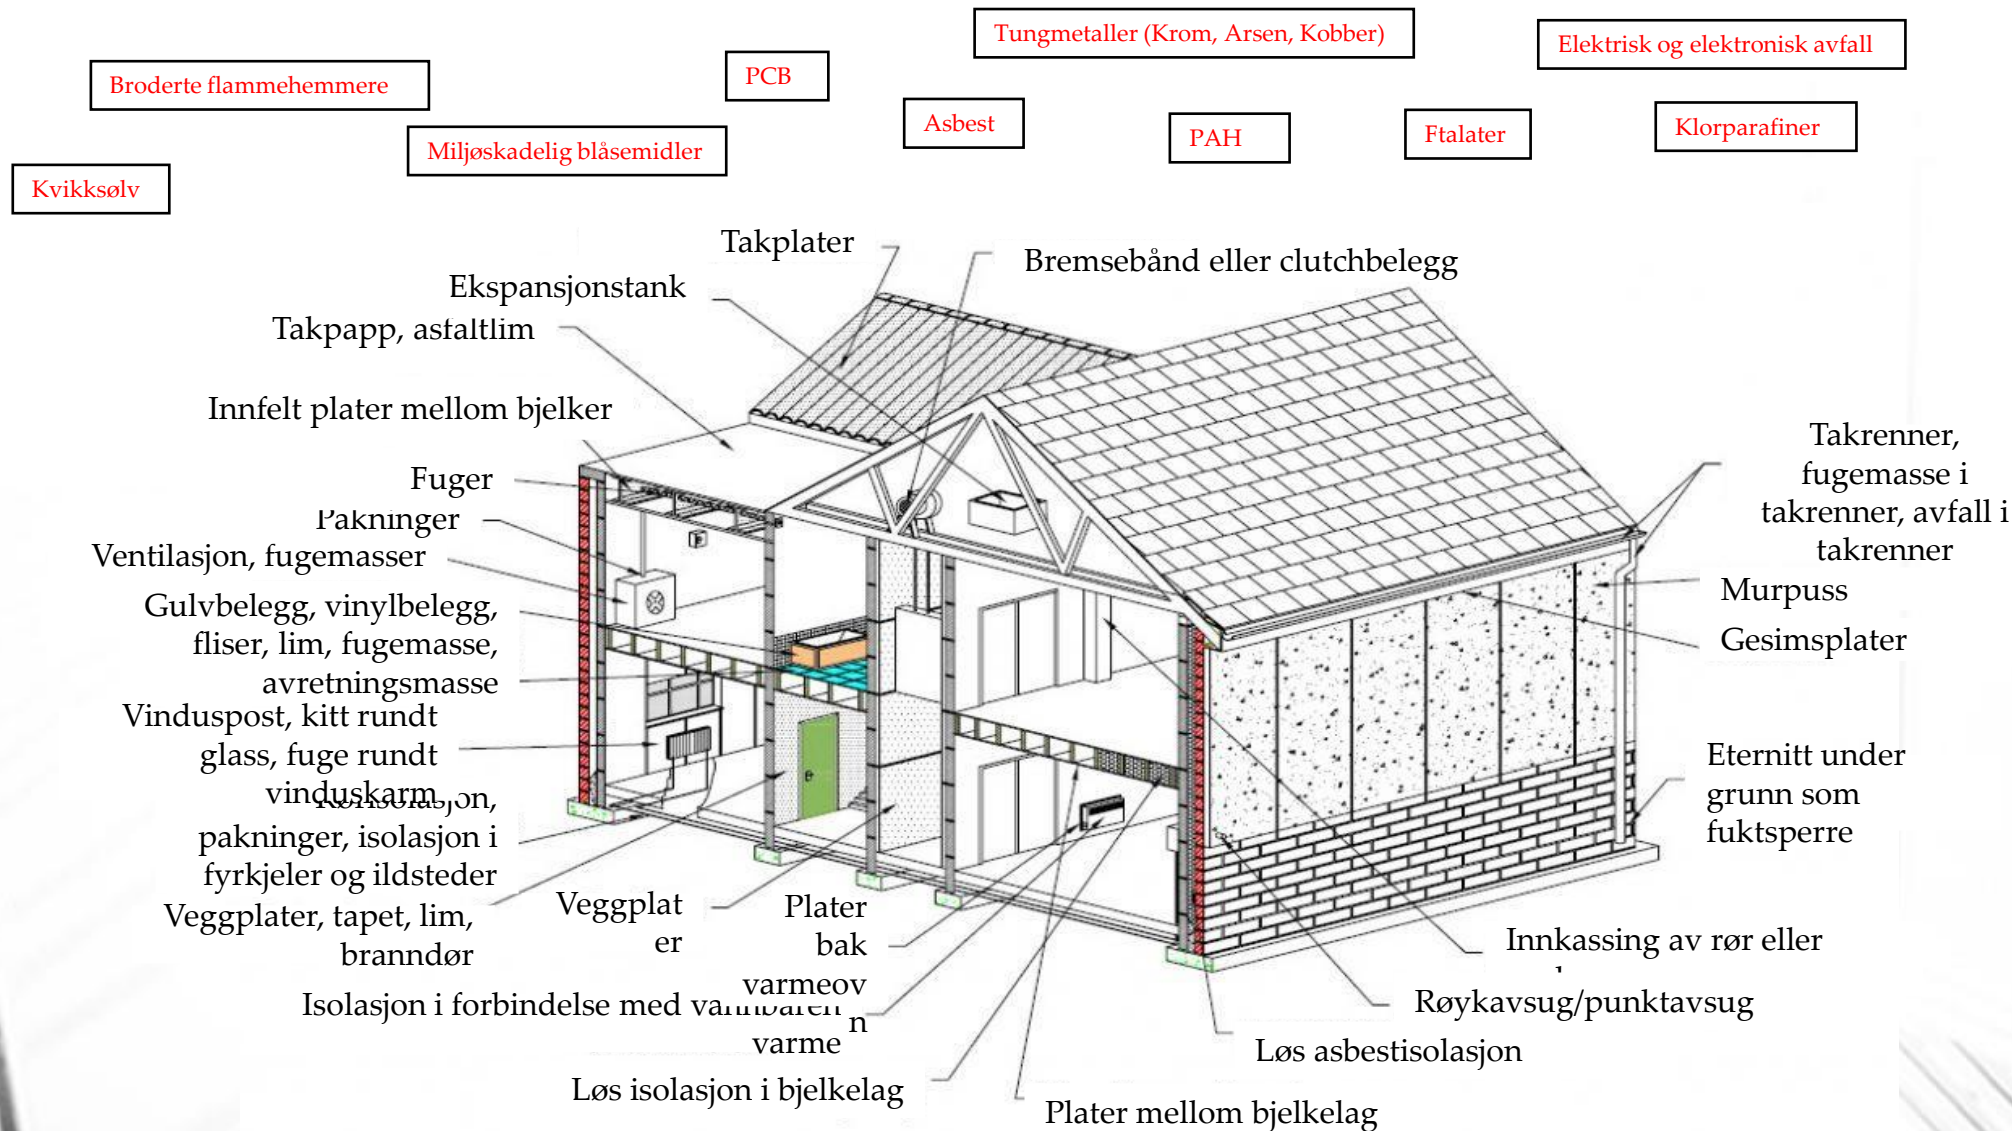 Tungmetaller (Krom, Arsen, Kobber)
Elektrisk og elektronisk avfall
Broderte flammehemmere
PCB
Asbest
PAH
Ftalater
Klorparafiner
Miljøskadelig blåsemidler
Kvikksølv
Takplater
Bremsebånd eller clutchbelegg
Ekspansjonstank
Takpapp, asfaltlim
Innfelt plater mellom bjelker
Fuger
Pakninger
Ventilasjon, fugemasser
Gulvbelegg, vinylbelegg,
fliser, lim, fugemasse,
avretningsmasse
Vinduspost, kitt rundt
glass, fuge rundt
vinduskarm
pakninger, isolasjon i
fyrkjeler og ildsteder
Veggplater, tapet, lim,
branndør
Veggplat
er
Plater
bak
varmeov
n
Isolasjon i forbindelse med vannbåren
varme
Løs isolasjon i bjelkelag
Plater mellom bjelkelag
Løs asbestisolasjon
Røykavsug/punktavsug
Innkassing av rør eller
Eternitt under
grunn som
fuktsperre
Gesimsplater
Murpuss
Takrenner,
fugemasse i
takrenner, avfall i
takrenner